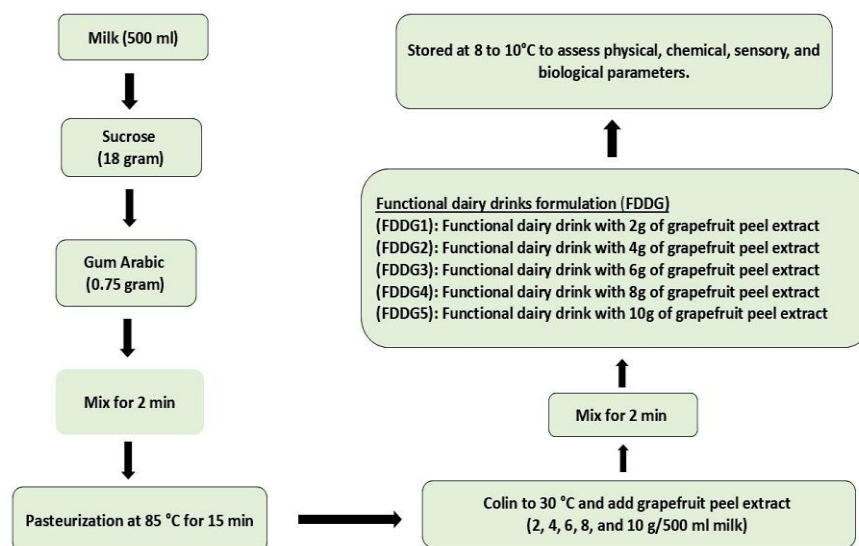 Milk (500 ml)
Sucrose
(18 gram)
Gum Arabic
(0.75 gram)
Mix for 2 min
Pasteurization at 85 °C for 15 min
Colin to 30 °C and add grapefruit peel extract
(2, 4, 6, 8, and 10 g/500 ml milk)
Mix for 2 min
Functional dairy drinks formulation (FDDG)
(FDDG1): Functional dairy drink with 2g of grapefruit peel extract
(FDDG2): Functional dairy drink with 4g of grapefruit peel extract
(FDDG3): Functional dairy drink with 6g of grapefruit peel extract
(FDDG4): Functional dairy drink with 8g of grapefruit peel extract
(FDDG5): Functional dairy drink with 10g of grapefruit peel extract
Stored at 8 to 10°C to assess physical, chemical, sensory, and
biological parameters.